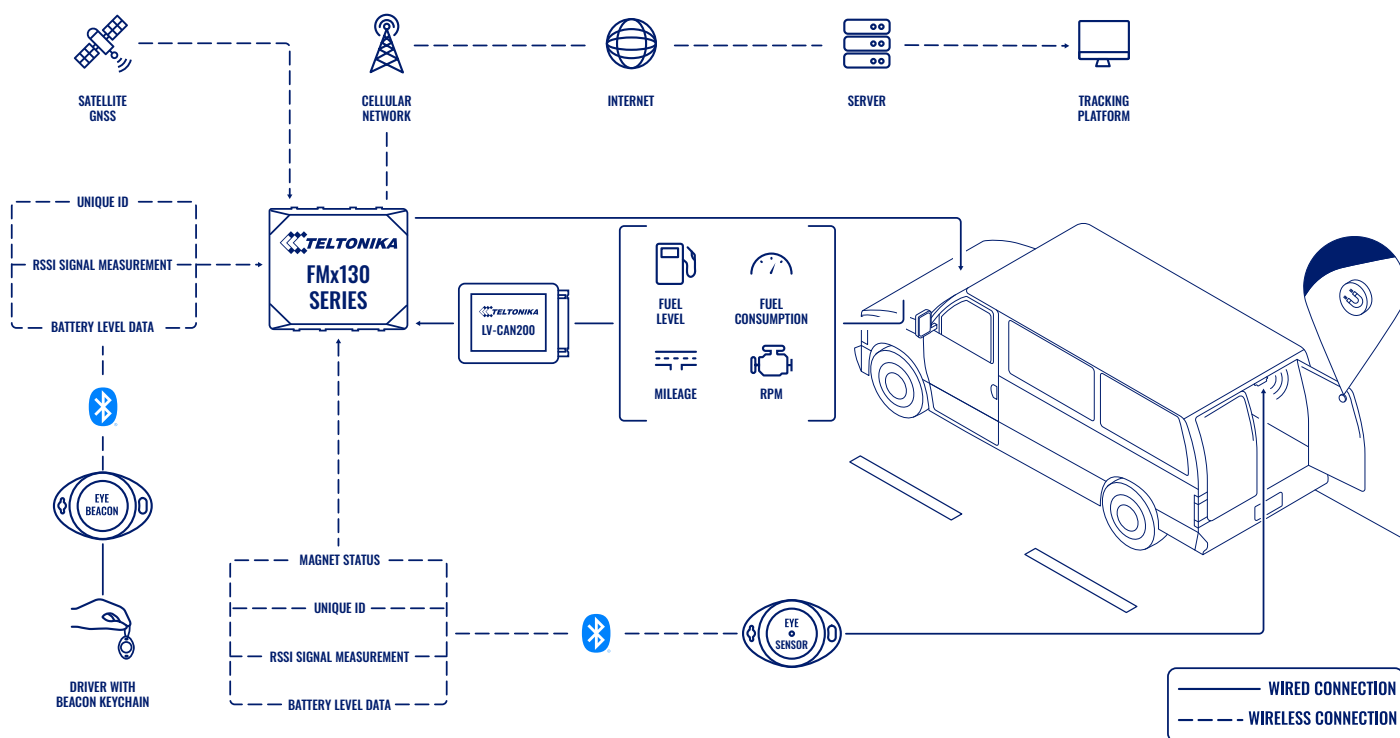 SATELLITE
GNSS
CELLULAR
NETWORK
INTERNET
SERVER
TRACKING
PLATFORM
UNIQUE ID
RSSI SIGNAL MEASUREMENT
BATTERY LEVEL DATA
TELTONIKA
FMx130
SERIES
TELTONIKA
LV-CAN200
FUEL
LEVEL
FUEL
CONSUMPTION
MILEAGE
RPM
EYE
BEACON
DRIVER WITH
BEACON KEYCHAIN
MAGNET STATUS
UNIQUE ID
RSSI SIGNAL MEASUREMENT
BATTERY LEVEL DATA
EYE
SENSOR
WIRED CONNECTION
WIRELESS CONNECTION